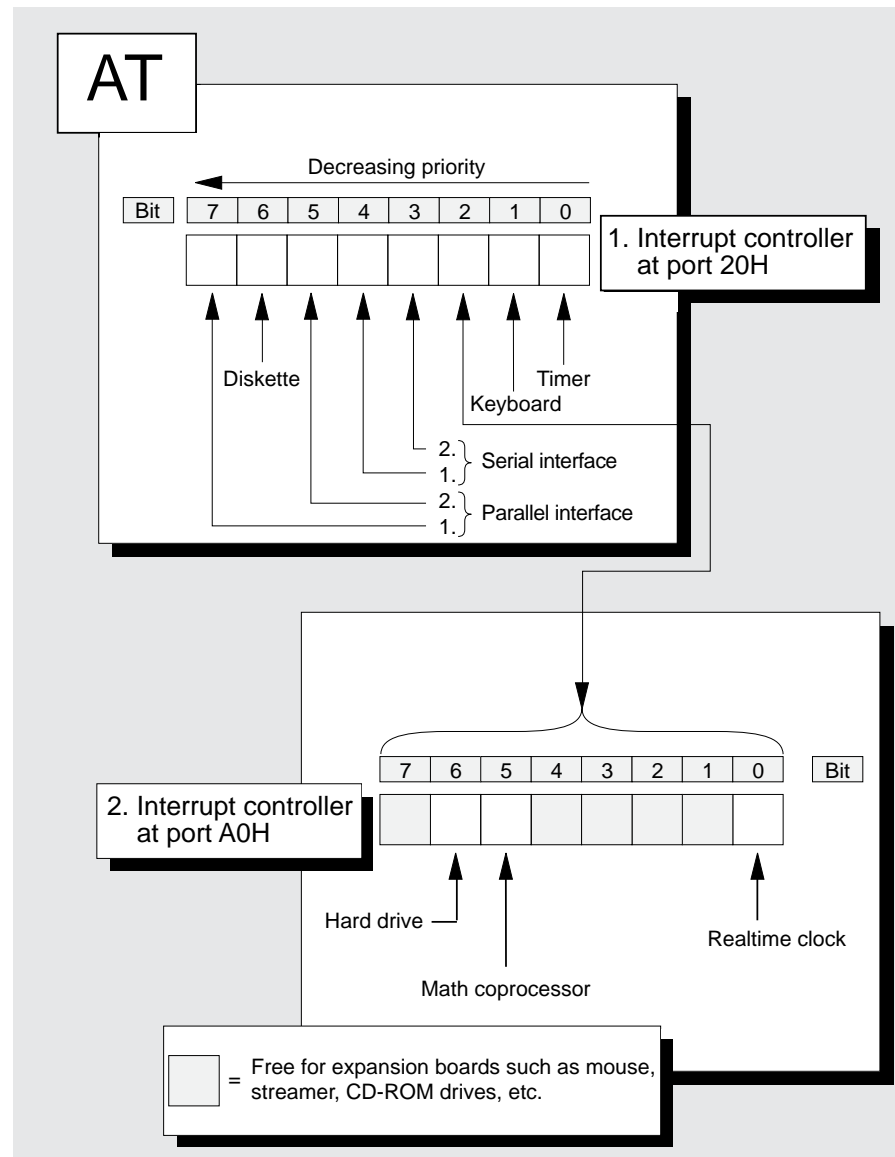 AT
Decreasing priority
Bit 7 6 5 4 3 2 1 0
1. Interrupt controller
at port 20H
Diskette
Timer
Keyboard
2.
1.
Serial interface
2.
1.
Parallel interface
7 6 5 4 3 2 1 0 Bit
2. Interrupt controller
at port A0H
Hard drive
Realtime clock
Math coprocessor
= Free for expansion boards such as mouse,
streamer, CD-ROM drives, etc.